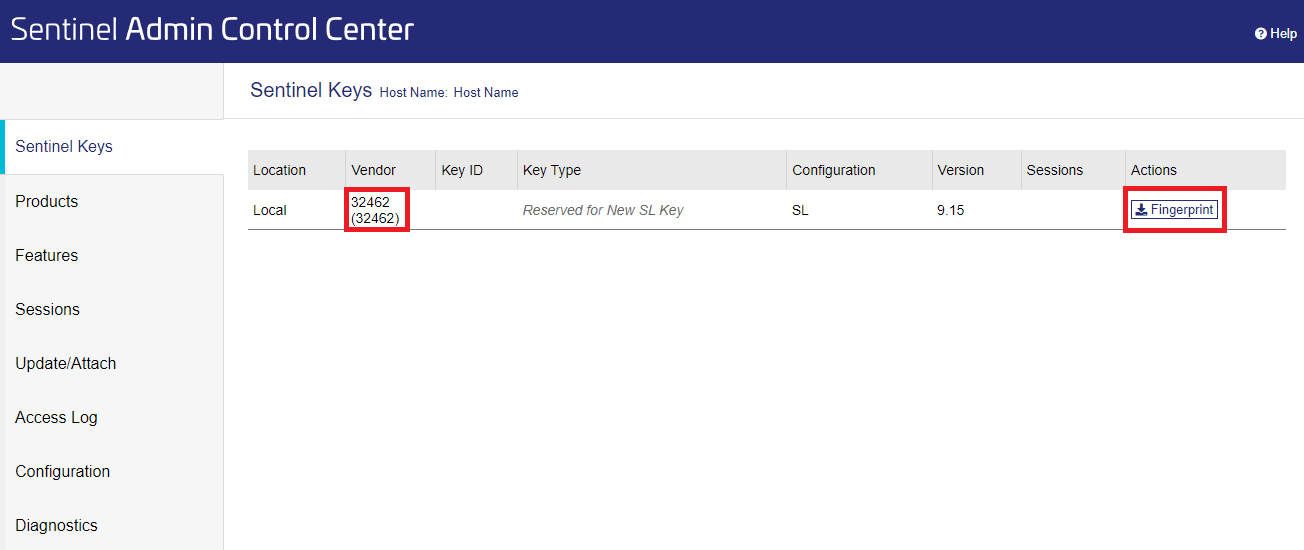 Sentinel Admin Control Center
Help
Sentinel Keys Host Name: Host Name
Sentinel Keys
Products
Features
Sessions
Update/Attach
Access Log
Configuration
Diagnostics
Location Vendor Key ID Key Type Configuration Version Sessions Actions
Local 32462 Reserved for New SL Key SL 9.15 Fingerprint
(32462)